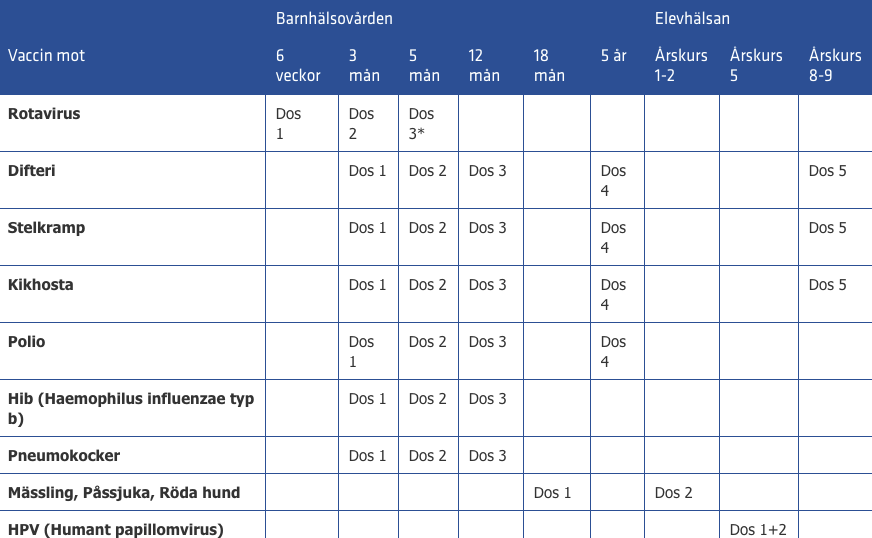 Barnhälsovården Elevhälsan
Vaccin mot 6 veckor 3 mån 5 mån 12 mån 18 mån 5 år Årskurs 1-2 Årskurs 5 Årskurs 8-9
Rotavirus Dos 1 Dos 2 Dos 3*
Difteri Dos 1 Dos 2 Dos 3 Dos 4 Dos 5
Stelkramp Dos 1 Dos 2 Dos 3 Dos 4 Dos 5
Kikhosta Dos 1 Dos 2 Dos 3 Dos 4 Dos 5
Polio Dos 1 Dos 2 Dos 3 Dos 4
Hib (Haemophilus influenzae typ b) Dos 1 Dos 2 Dos 3
Pneumokocker Dos 1 Dos 2 Dos 3
Mässling, Påssjuka, Röda hund Dos 1 Dos 2
HPV (Humant papillomvirus) Dos 1+2